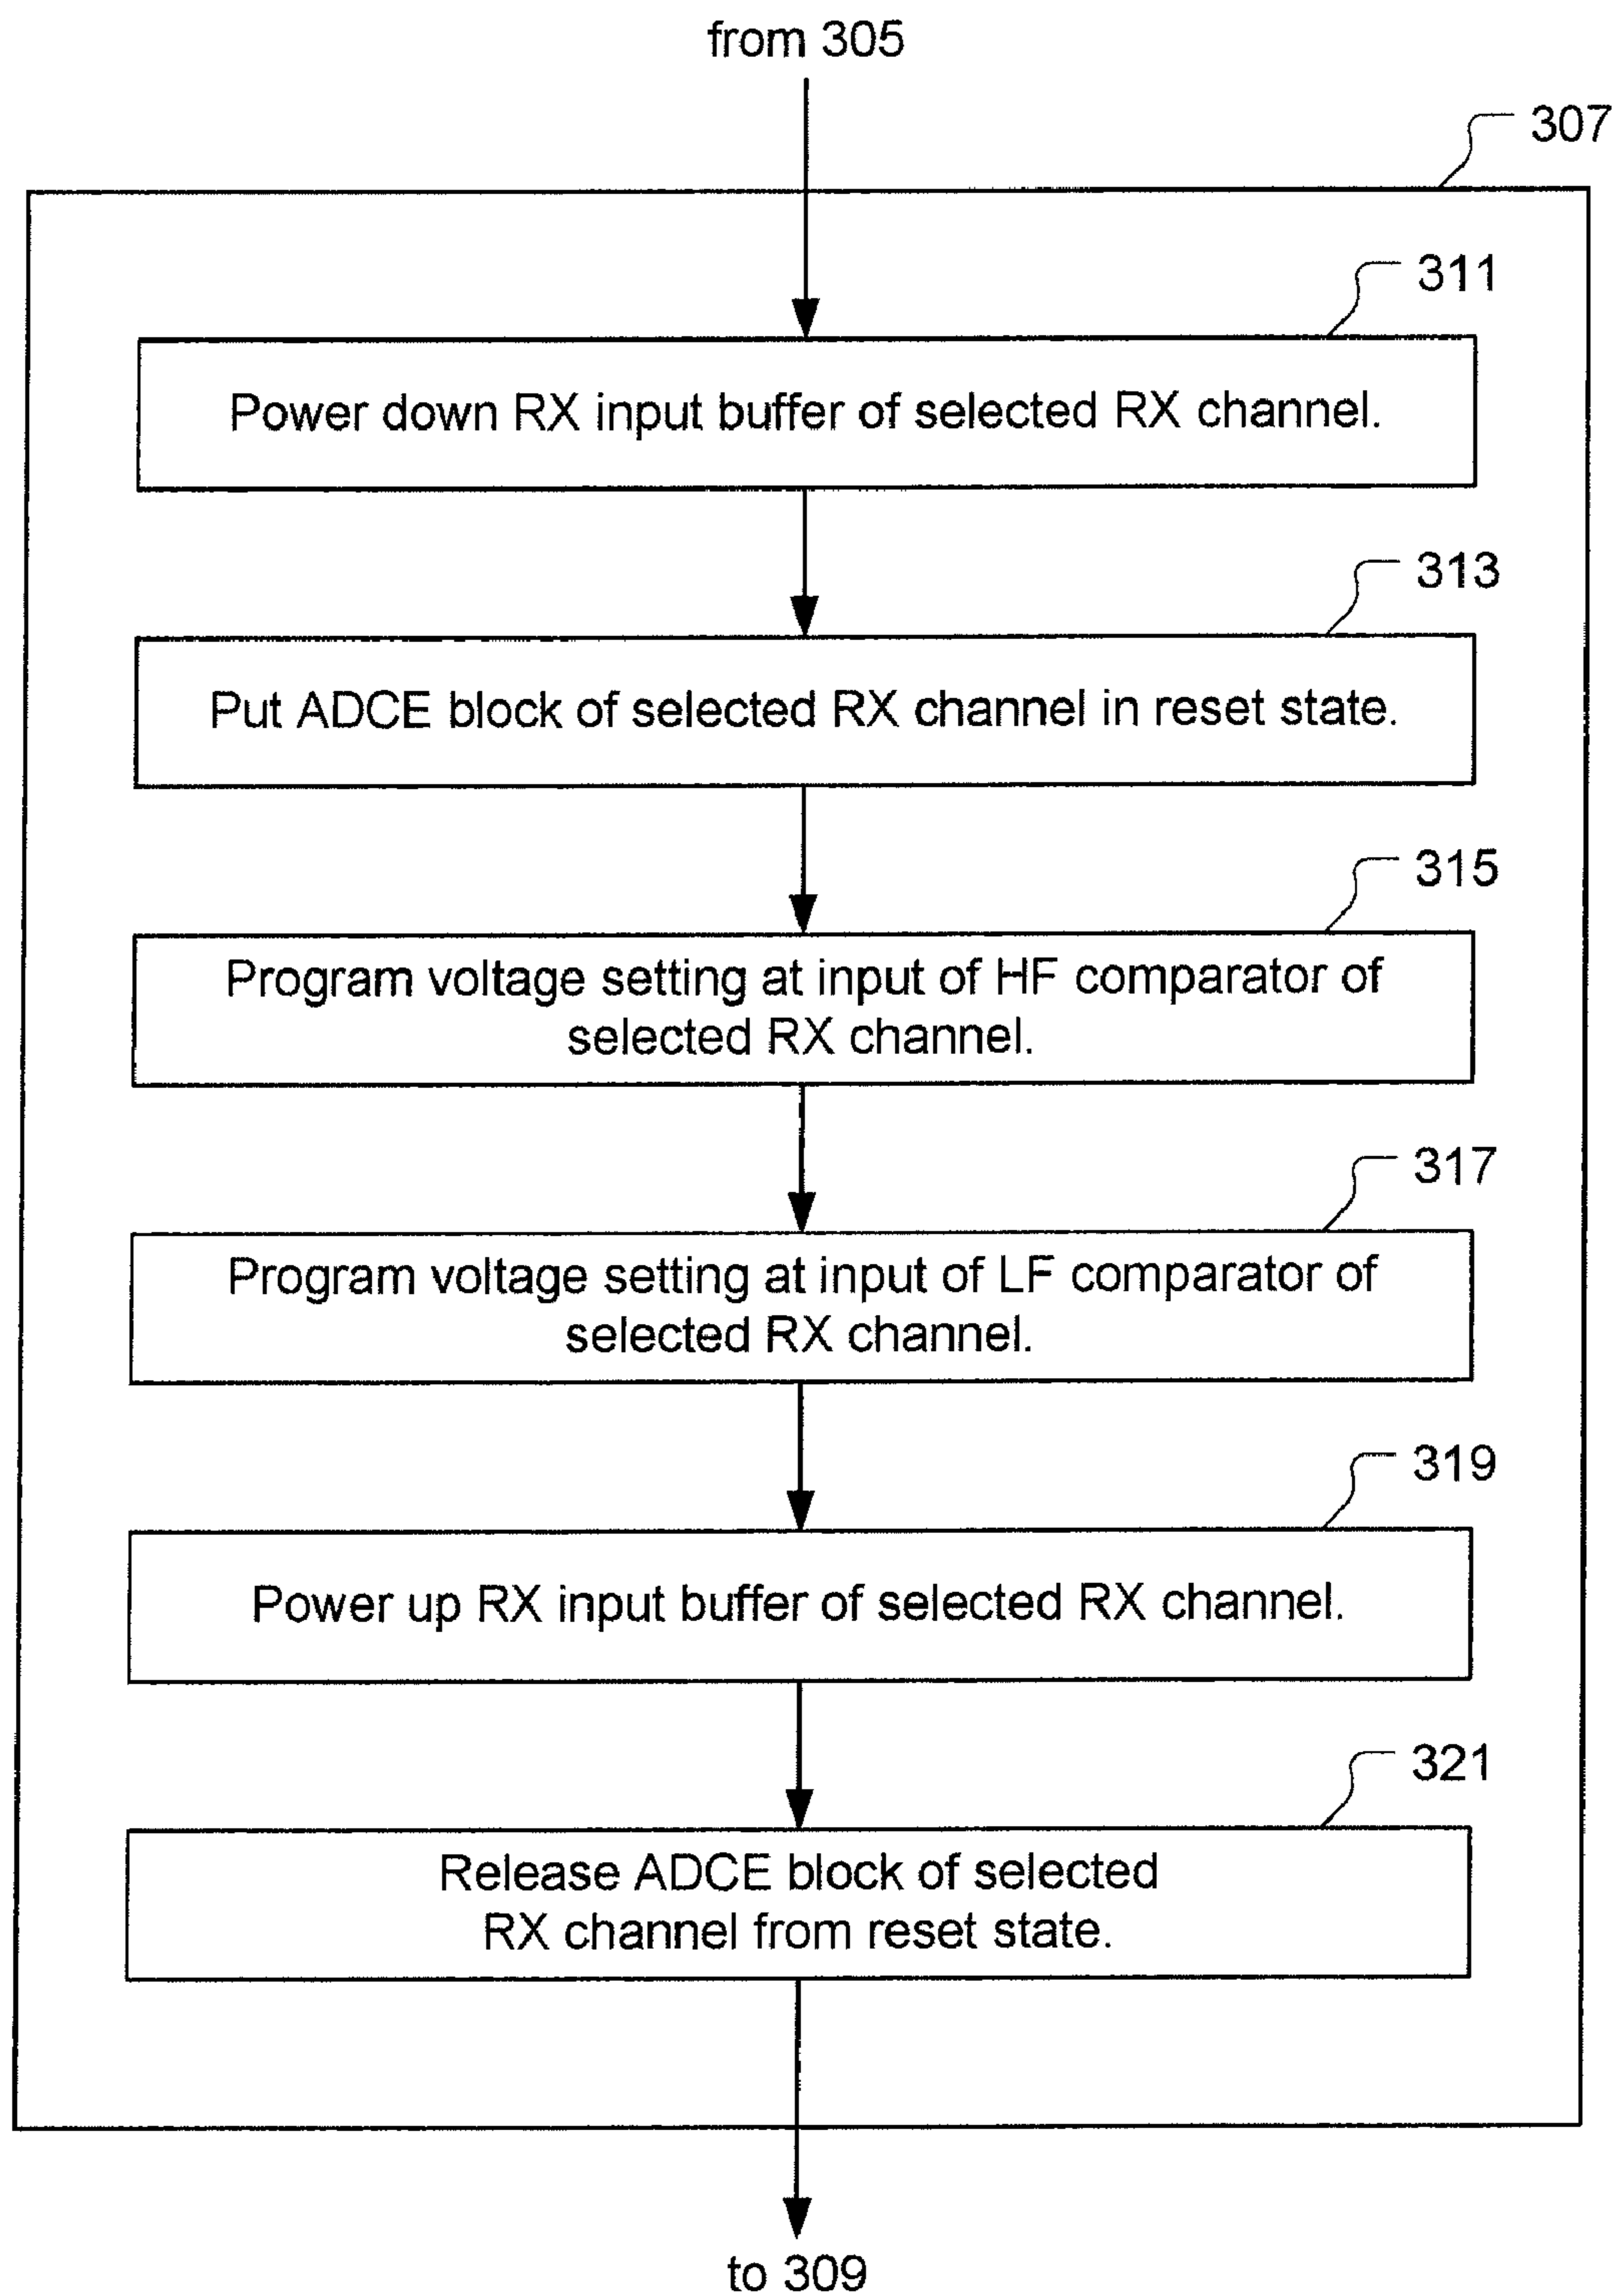 from 305
307
311
Power down RX input buffer of selected RX channel.
313
Put ADCE block of selected RX channel in reset state.
315
Program voltage setting at input of HF comparator of
selected RX channel.
317
Program voltage setting at input of LF comparator of
selected RX channel.
319
Power up RX input buffer of selected RX channel.
321
Release ADCE block of selected
RX channel from reset state.
to 309